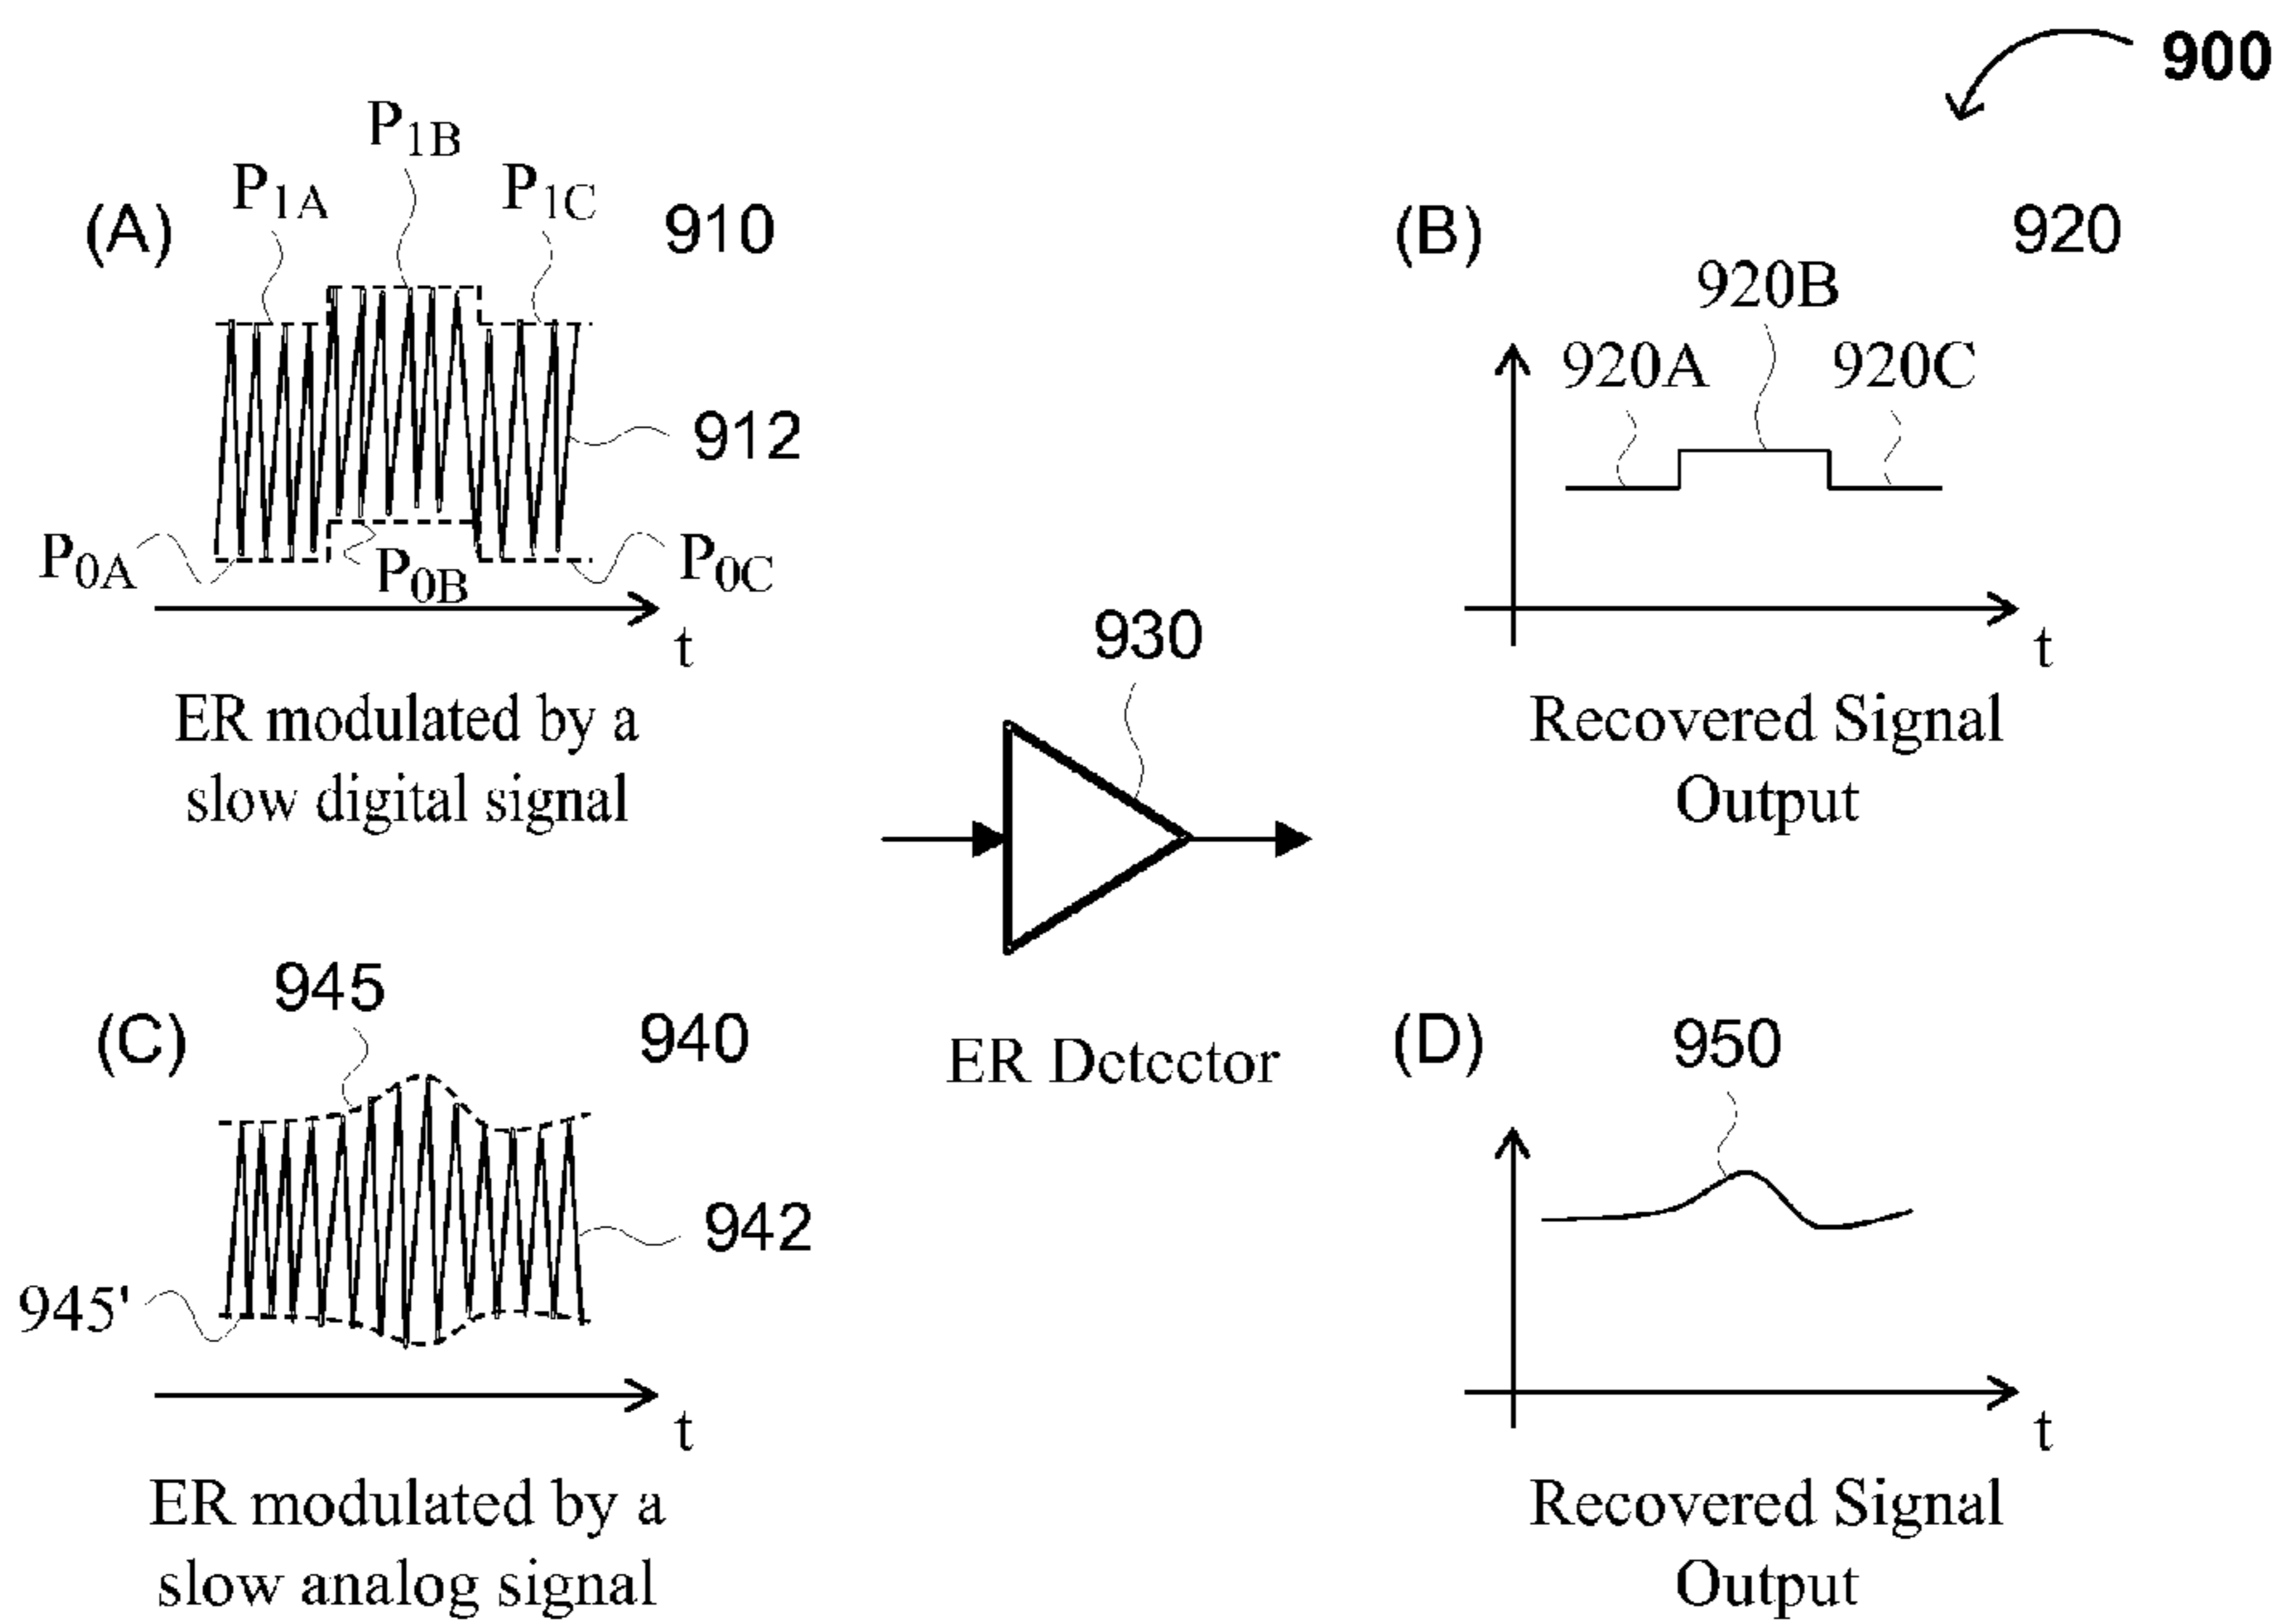 900
(A)
P1A
P1B
P1C
910
912
P0A
P0B
P0C
t
ER modulated by a
slow digital signal
(B)
920
920A
920B
920C
t
Recovered Signal
Output
930
ER Detector
(C)
945
940
942
945'
t
ER modulated by a
slow analog signal
(D)
950
t
Recovered Signal
Output